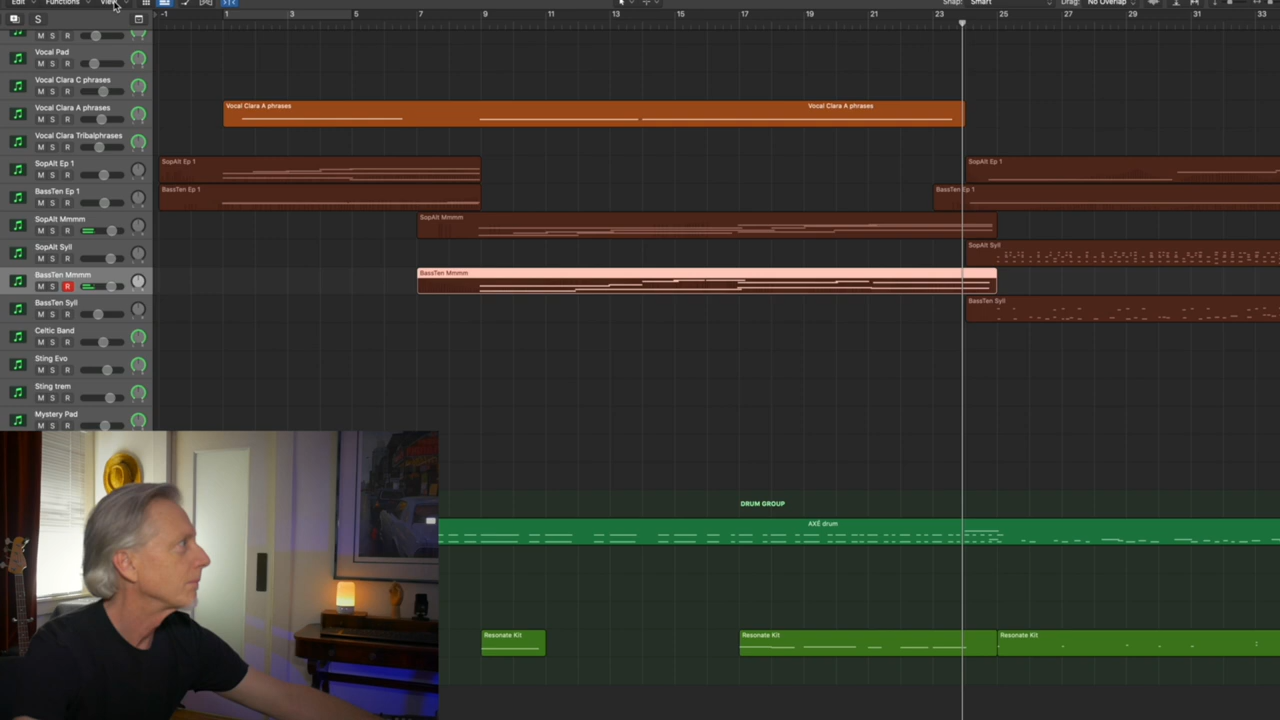 Edit Functions View Snap: Smart Drag: No Overlap
S -1 1 3 5 7 9 11 13 15 17 19 21 23 25 27 29 31 33
M S R
Vocal Pad
M S R
Vocal Clara C phrases
M S R
Vocal Clara A phrases Vocal Clara A phrases Vocal Clara A phrases
M S R
Vocal Clara Tribalphrases
M S R
SopAlt Ep 1 SopAlt Ep 1 SopAlt Ep 1
M S R
BassTen Ep 1 BassTen Ep 1 BassTen Ep 1
M S R
SopAlt Mmmm SopAlt Mmmm
M S R
SopAlt Syll SopAlt Syll
M S R
BassTen Mmmm BassTen Mmmm
M S R
BassTen Syll BassTen Syll
M S R
Celtic Band
M S R
Sting Evo
M S R
Sting trem
M S R
Mystery Pad
M S R
DRUM GROUP
AXÉ drum
Resonate Kit Resonate Kit Resonate Kit